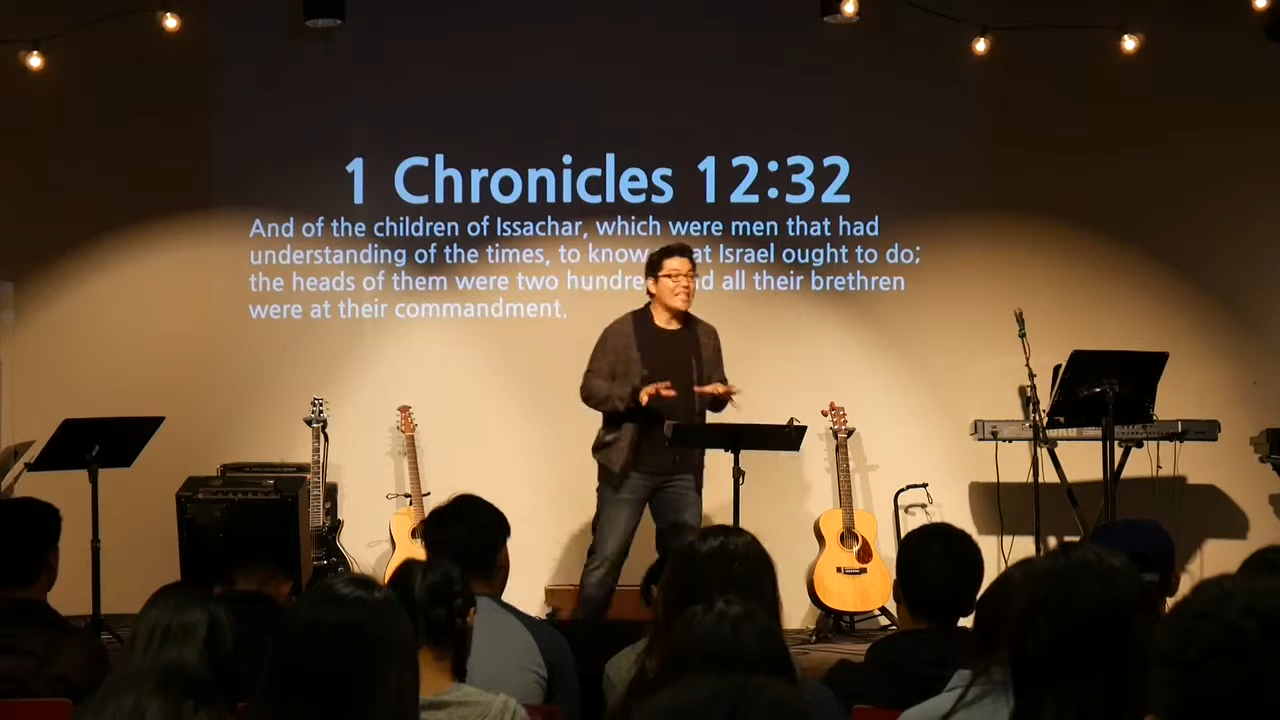 1 Chronicles 12:32
And of the children of Issachar, which were men that had
understanding of the times, to know at Israel ought to do;
the heads of them were two hundred all their brethren
were at their commandment.